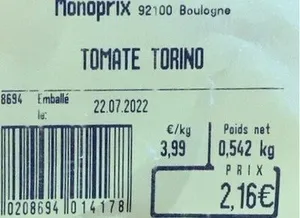 Monoprix 92100 Boulogne
TOMATE TORINO
8694 Emballé le: 22.07.2022
€/kg Poids net
3,99 0,542 kg
PRIX
2,16€
0208694 014178